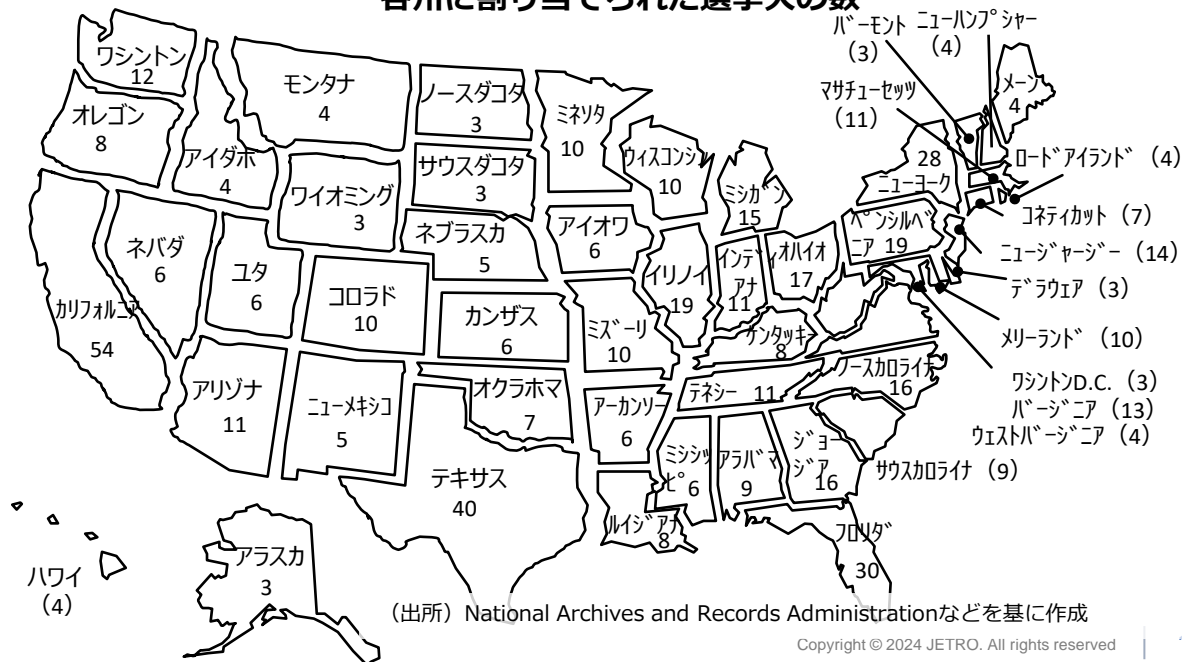 各州に割り当てられた選挙人の数
ワシントン
12
オレゴン
8
カリフォルニア
54
ネバダ
6
アイダホ
4
モンタナ
4
ワイオミング
3
ユタ
6
アリゾナ
11
コロラド
10
ニューメキシコ
5
ノースダコタ
3
サウスダコタ
3
ネブラスカ
5
カンザス
6
オクラホマ
7
テキサス
40
ミネソタ
10
アイオワ
6
ミズーリ
10
アーカンソー
6
ルイジアナ
8
ウィスコンシン
10
イリノイ
19
ミシガン
15
インディ
アナ
11
オハイオ
17
ケンタッキー
8
テネシー 11
ミシシッ
ピ 6
アラバマ
9
ジョー
ジア
16
フロリダ
30
ノースカロライナ
16
ペンシルベ
ニア 19
28
ニューヨーク
バーモント
(3)
ニューハンプシャー
(4)
マサチューセッツ
(11)
メーン
4
ロードアイランド (4)
コネティカット (7)
ニュージャージー (14)
デラウェア (3)
メリーランド (10)
ワシントンD.C. (3)
バージニア (13)
ウェストバージニア (4)
サウスカロライナ (9)
アラスカ
3
ハワイ
(4)
(出所)National Archives and Records Administrationなどを基に作成
Copyright © 2024 JETRO. All rights reserved